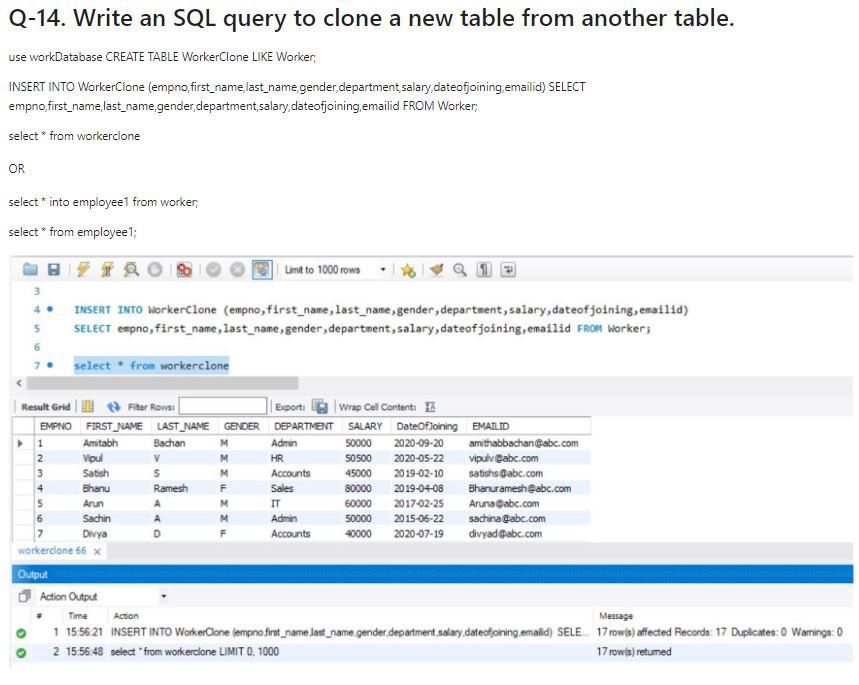 Q-14. Write an SQL query to clone a new table from another table.
use workDatabase CREATE TABLE WorkerClone LIKE Worker;
INSERT INTO WorkerClone (empno,first_name,last_name,gender,department,salary,dateofjoining,emailid) SELECT
empno,first_name,last_name,gender,department,salary,dateofjoining,emailid FROM Worker;
select * from workerclone
OR
select * into employee1 from worker;
select * from employee1;
Limit to 1000 rows
3
4 INSERT INTO WorkerClone (empno,first_name,last_name,gender,department,salary,dateofjoining,emailid)
5 SELECT empno,first_name,last_name,gender,department,salary,dateofjoining,emailid FROM Worker;
6
7 select * from workerclone
Result Grid Filter Rows: Export: Wrap Cell Content:
EMPNO FIRST_NAME LAST_NAME GENDER DEPARTMENT SALARY DateOfJoining EMAILID
1 Amitabh Bachan M Admin 50000 2020-09-20 amithabbachan@abc.com
2 Vipul V M HR 50500 2020-05-22 vipulv@abc.com
3 Satish S M Accounts 45000 2019-02-10 satishs@abc.com
4 Bhanu Ramesh F Sales 80000 2019-04-08 Bhanuramesh@abc.com
5 Arun A M IT 60000 2017-02-25 Aruna@abc.com
6 Sachin A M Admin 50000 2015-06-22 sachina@abc.com
7 Divya D F Accounts 40000 2020-07-19 divyad@abc.com
workerclone 66
Output
Action Output
# Time Action Message
1 15:56:21 INSERT INTO WorkerClone (empno,first_name,last_name,gender,department,salary,dateofjoining,emailid) SELE... 17 row(s) affected Records: 17 Duplicates: 0 Warnings: 0
2 15:56:48 select * from workerclone LIMIT 0, 1000 17 row(s) returned